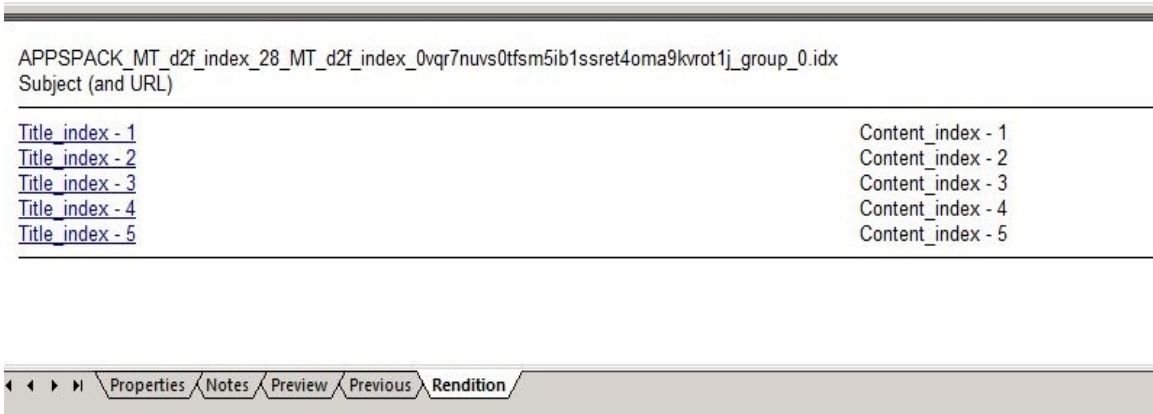 APPSPACK_MT_d2f_index_28_MT_d2f_index_0vqr7nuvs0tfsm5ib1ssret4oma9kvrot1j_group_0.idx
Subject (and URL)
Title_index - 1 Content_index - 1
Title_index - 2 Content_index - 2
Title_index - 3 Content_index - 3
Title_index - 4 Content_index - 4
Title_index - 5 Content_index - 5
Properties Notes Preview Previous Rendition